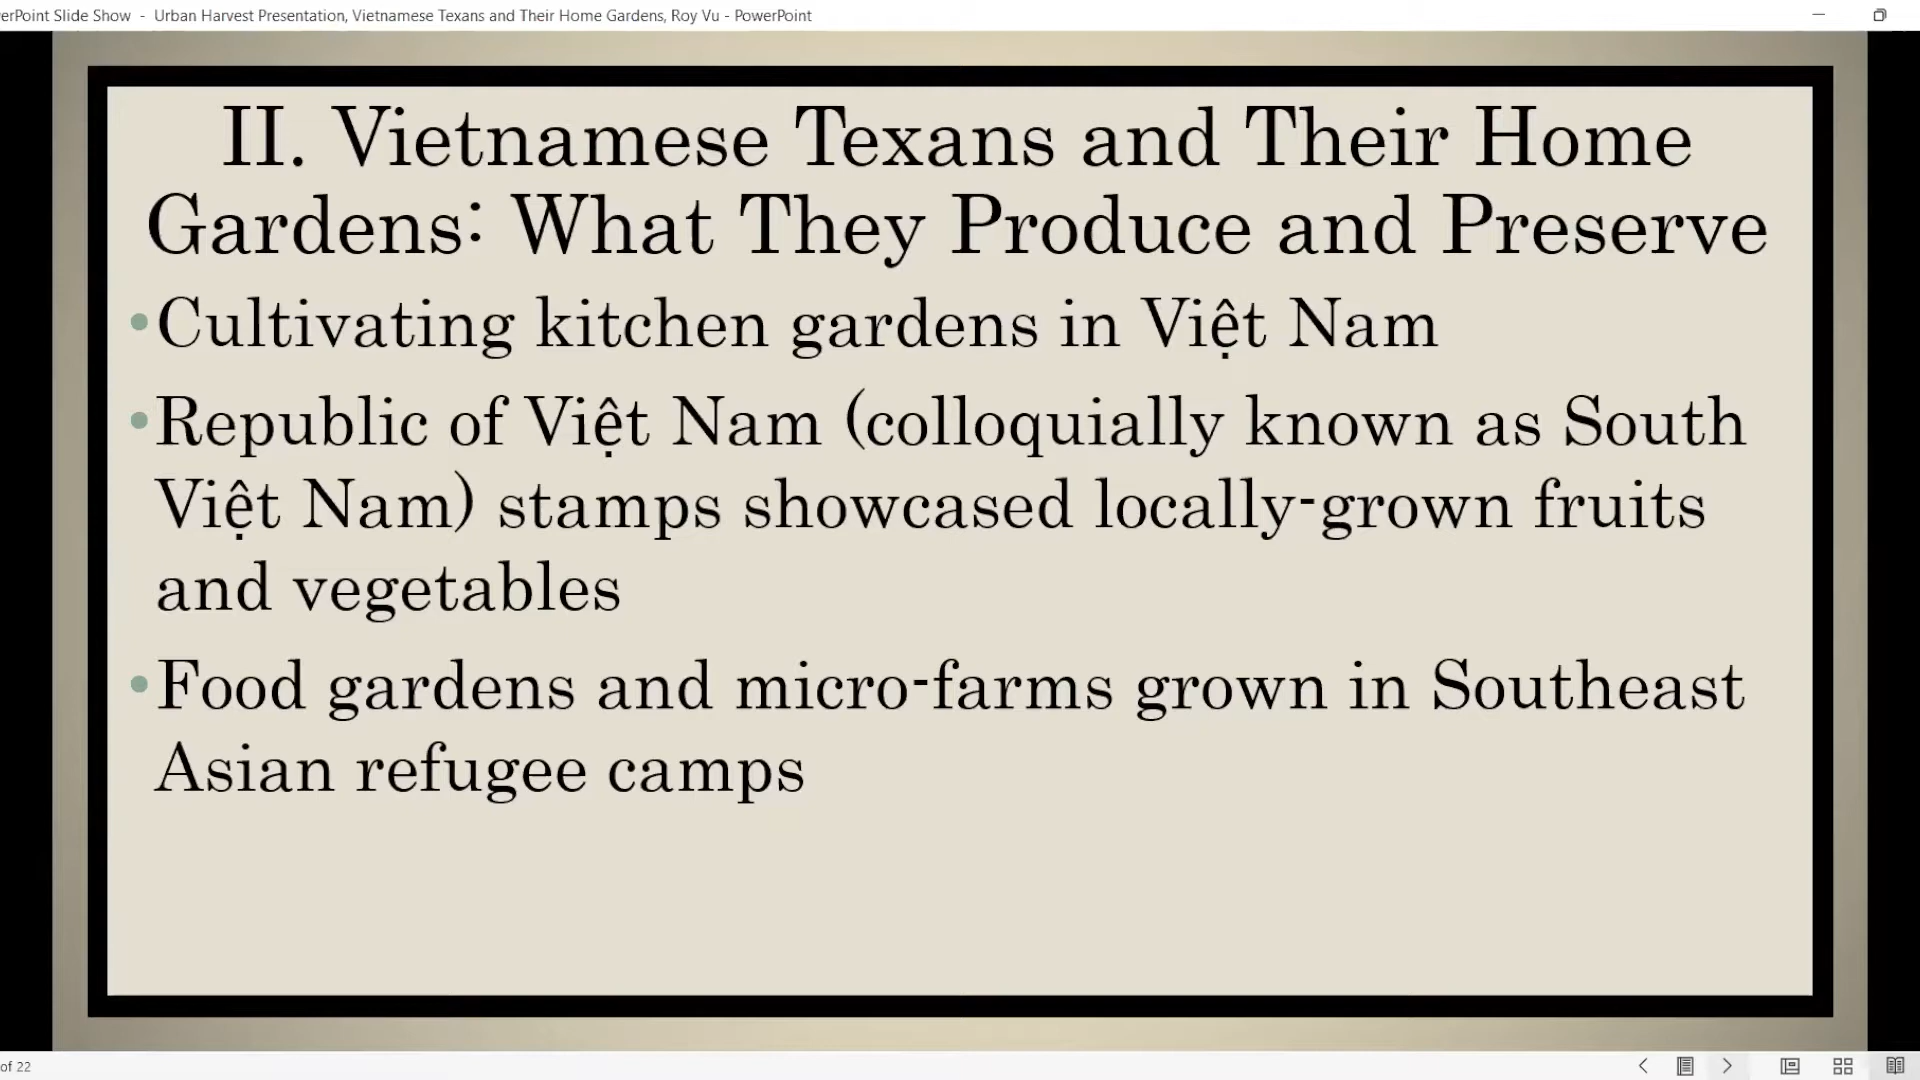 PowerPoint Slide Show - Urban Harvest Presentation, Vietnamese Texans and Their Home Gardens, Roy Vu - PowerPoint
II. Vietnamese Texans and Their Home
Gardens: What They Produce and Preserve
•Cultivating kitchen gardens in Việt Nam
•Republic of Việt Nam (colloquially known as South
Việt Nam) stamps showcased locally-grown fruits
and vegetables
•Food gardens and micro-farms grown in Southeast
Asian refugee camps
of 22